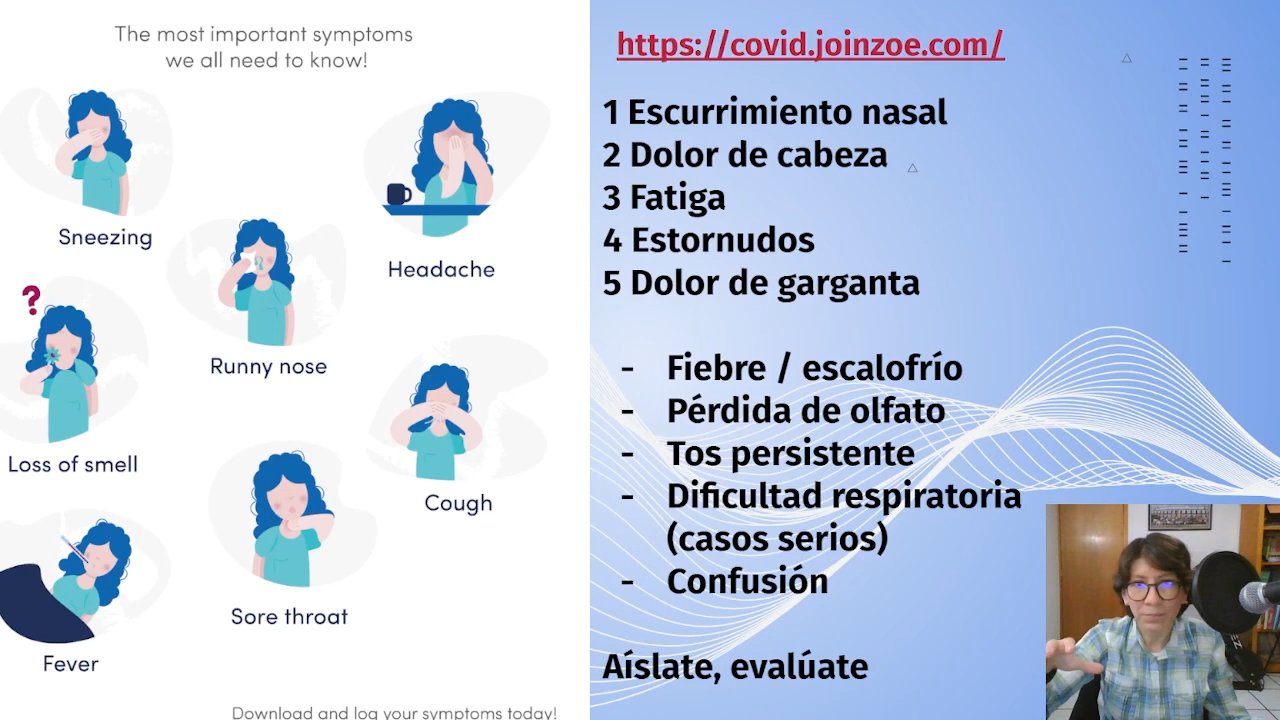 The most important symptoms
we all need to know!
Sneezing
Headache
?
Runny nose
Loss of smell
Cough
Sore throat
Fever
Download and log your symptoms today!
https://covid.joinzoe.com/
1 Escurrimiento nasal
2 Dolor de cabeza
3 Fatiga
4 Estornudos
5 Dolor de garganta
- Fiebre / escalofrío
- Pérdida de olfato
- Tos persistente
- Dificultad respiratoria
(casos serios)
- Confusión
Aíslate, evalúate